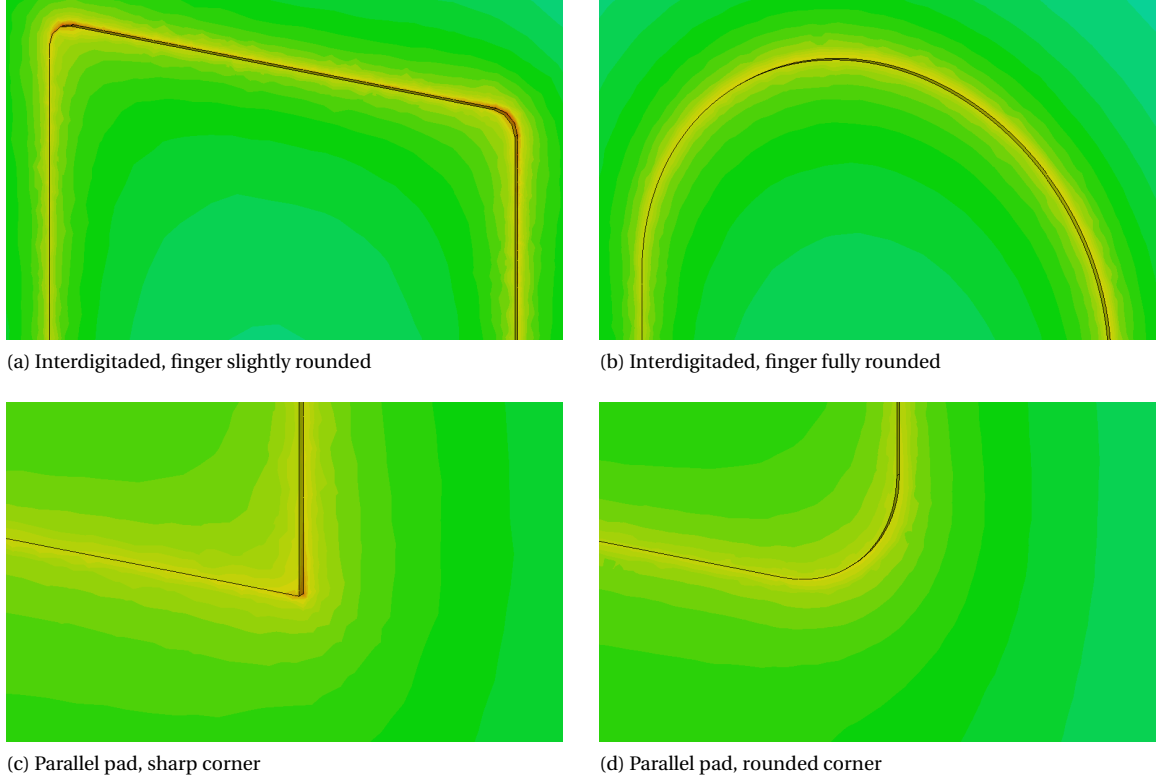 (a) Interdigitaded, finger slightly rounded
(b) Interdigitaded, finger fully rounded
(c) Parallel pad, sharp corner
(d) Parallel pad, rounded corner